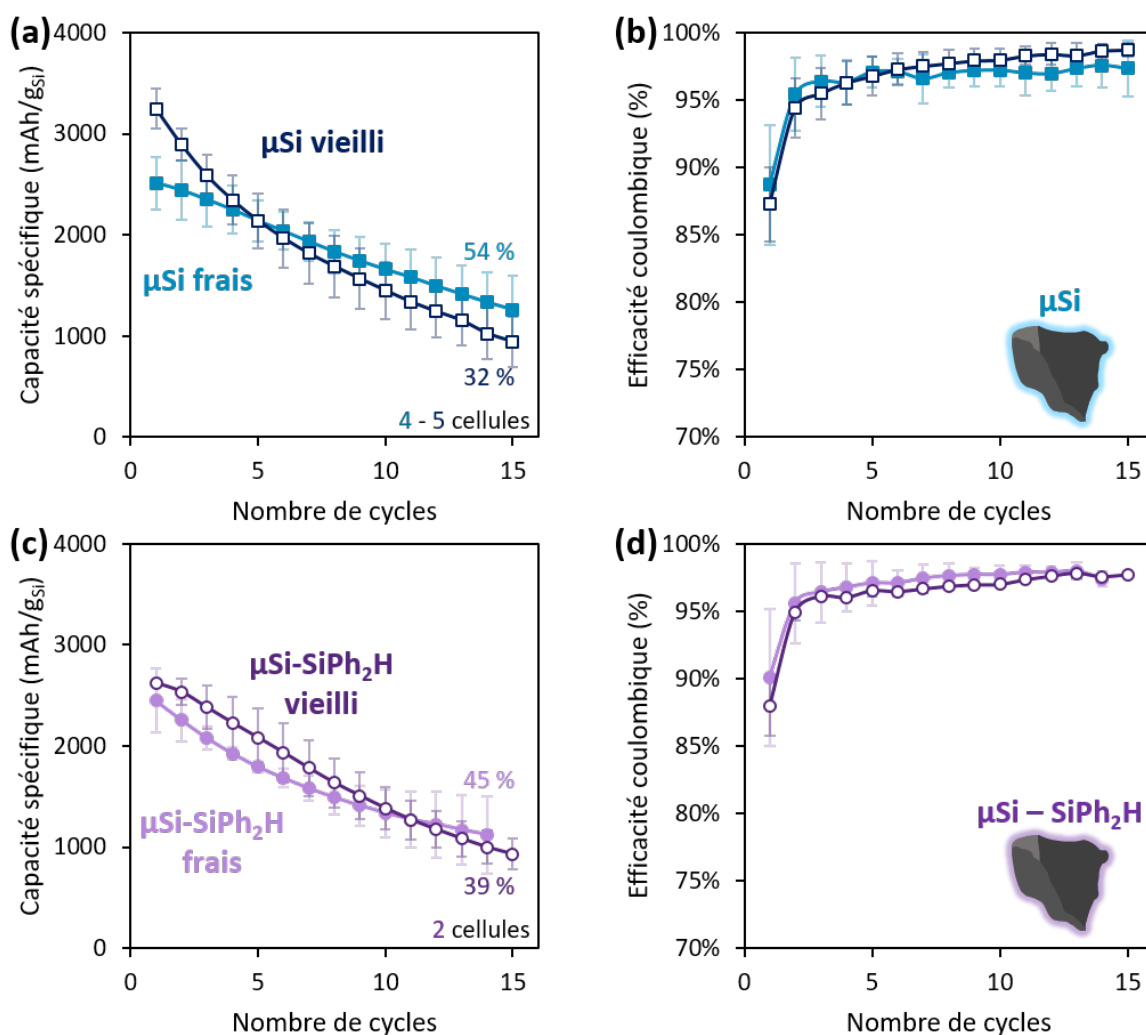 (a)
Capacité spécifique (mAh/gSi)
4000
3000
2000
1000
0
µSi vieilli
µSi frais
54 %
32 %
4 - 5 cellules
0
5
10
15
Nombre de cycles
(b)
Efficacité coulombique (%)
100%
95%
90%
85%
80%
75%
70%
µSi
0
5
10
15
Nombre de cycles
(c)
Capacité spécifique (mAh/gSi)
4000
3000
2000
1000
0
µSi-SiPh₂H
vieilli
µSi-SiPh₂H
frais
45 %
39 %
2 cellules
0
5
10
15
Nombre de cycles
(d)
Efficacité coulombique (%)
100%
95%
90%
85%
80%
75%
70%
µSi – SiPh₂H
0
5
10
15
Nombre de cycles